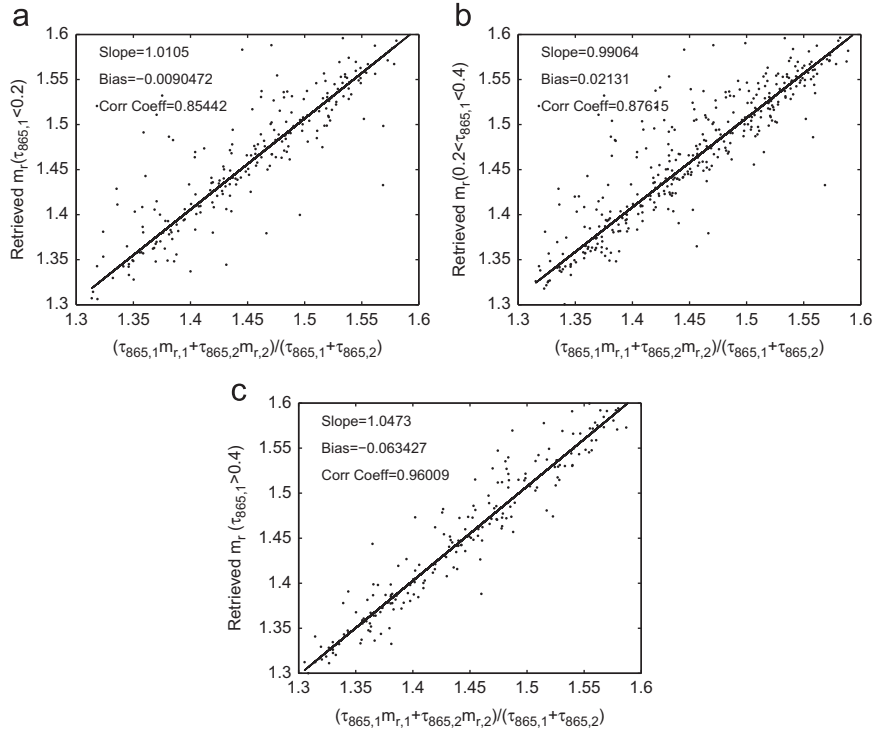 a
Slope=1.0105
Bias=−0.0090472
Corr Coeff=0.85442
Retrieved m_r(τ_865,1<0.2)
1.6
1.55
1.5
1.45
1.4
1.35
1.3
1.3 1.35 1.4 1.45 1.5 1.55 1.6
(τ_865,1m_r,1+τ_865,2m_r,2)/(τ_865,1+τ_865,2)
b
Slope=0.99064
Bias=0.02131
Corr Coeff=0.87615
Retrieved m_r(0.2<τ_865,1<0.4)
1.6
1.55
1.5
1.45
1.4
1.35
1.3
1.3 1.35 1.4 1.45 1.5 1.55 1.6
(τ_865,1m_r,1+τ_865,2m_r,2)/(τ_865,1+τ_865,2)
c
Slope=1.0473
Bias=−0.063427
Corr Coeff=0.96009
Retrieved m_r (τ_865,1>0.4)
1.6
1.55
1.5
1.45
1.4
1.35
1.3
1.3 1.35 1.4 1.45 1.5 1.55 1.6
(τ_865,1m_r,1+τ_865,2m_r,2)/(τ_865,1+τ_865,2)